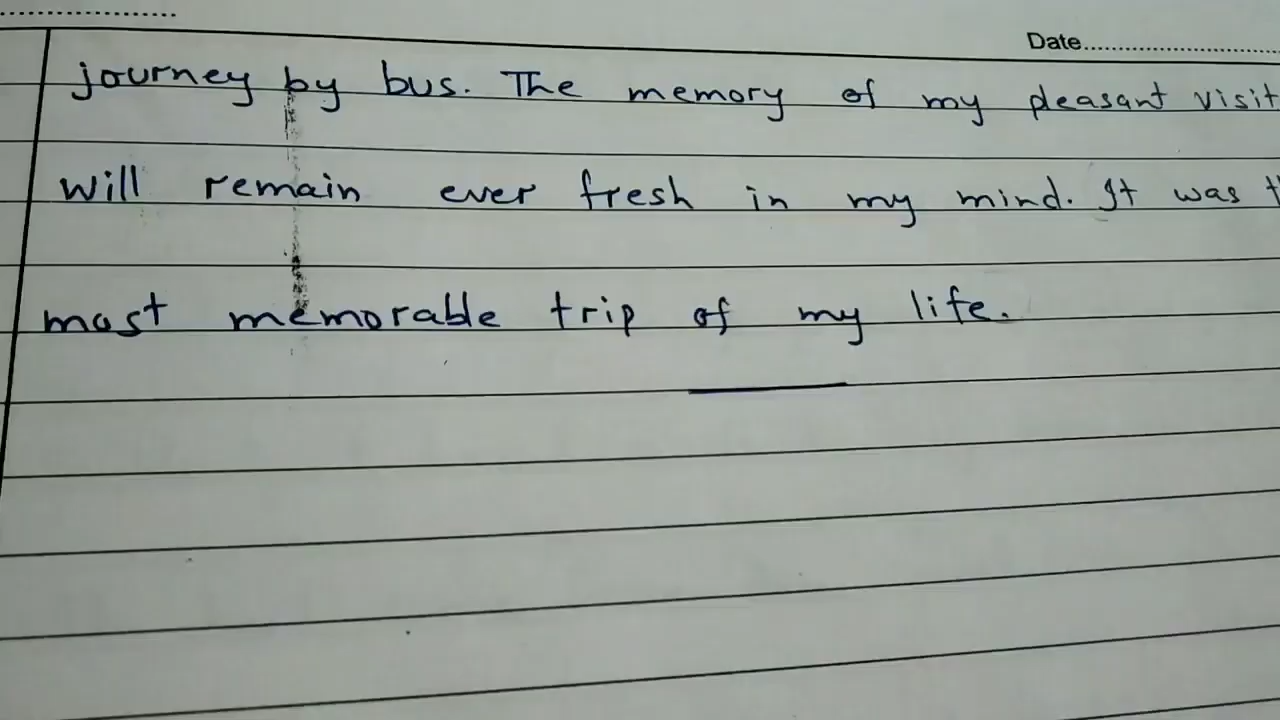 Date..............................
journey by bus. The memory of my pleasant visit
will remain ever fresh in my mind. It was
most memorable trip of my life.